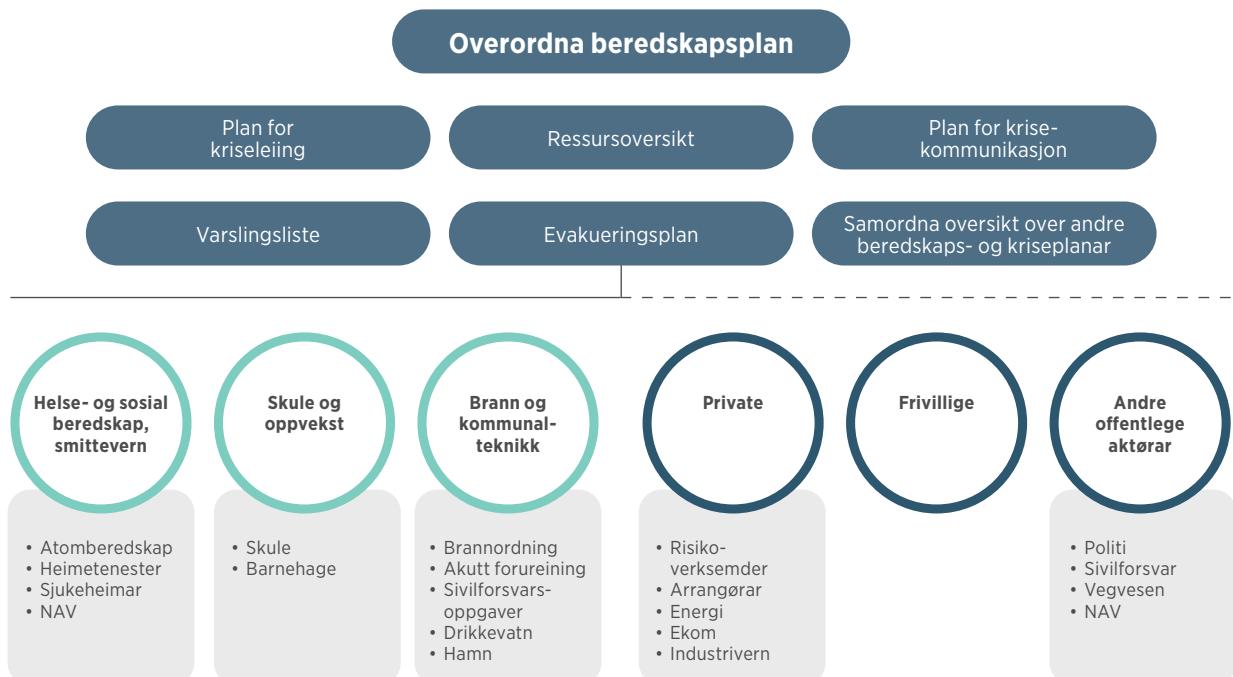 Overordna beredskapsplan
Plan for
kriseleiing
Ressursoversikt
Plan for krise-
kommunikasjon
Varslingsliste
Evakueringsplan
Samordna oversikt over andre
beredskaps- og kriseplanar
Helse- og sosial
beredskap,
smittevern
Skule og
oppvekst
Brann og
kommunal-
teknikk
Private
Frivillige
Andre
offentlege
aktørar
• Atomberedskap
• Heimetenester
• Sjukeheimar
• NAV
• Skule
• Barnehage
• Brannordning
• Akutt forureining
• Sivilforsvars-
oppgaver
• Drikkevatn
• Hamn
• Risiko-
verksemder
• Arrangørar
• Energi
• Ekom
• Industrivern
• Politi
• Sivilforsvar
• Vegvesen
• NAV